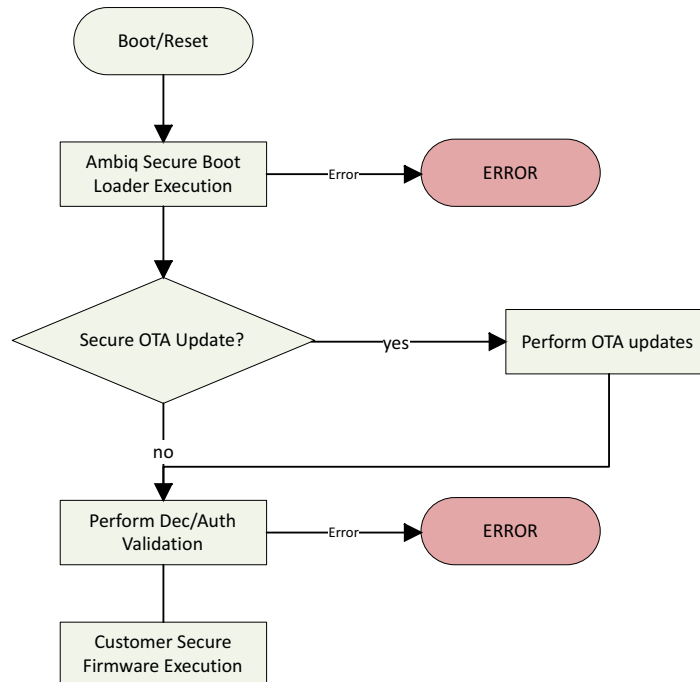 Boot/Reset
Ambiq Secure Boot
Loader Execution
Error
ERROR
Secure OTA Update?
yes
Perform OTA updates
no
Perform Dec/Auth
Validation
Error
ERROR
Customer Secure
Firmware Execution